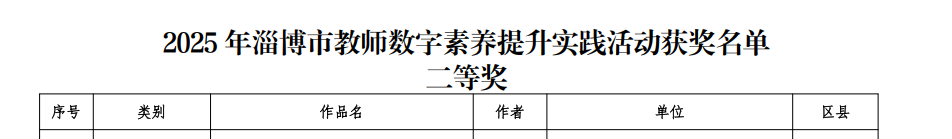 2025 年淄博市教师数字素养提升实践活动获奖名单
二等奖
序号 类别 作品名 作者 单位 区县